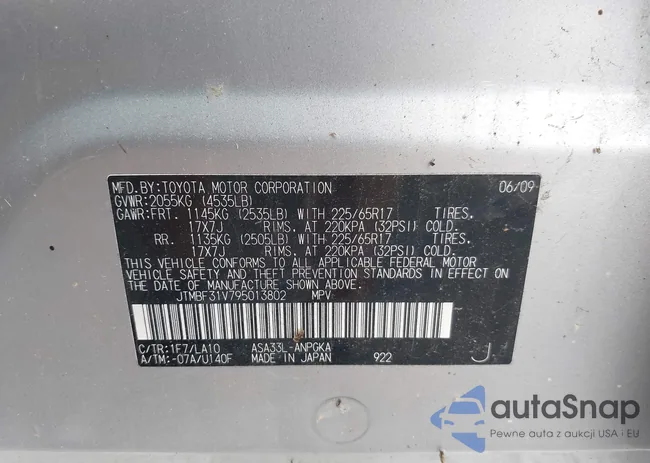 MFD.BY:TOYOTA MOTOR CORPORATION 06/09
GVWR:2055KG (4535LB)
GAWR:FRT. 1145KG (2535LB) WITH 225/65R17 TIRES,
17X7J RIMS, AT 220KPA (32PSI) COLD.
RR. 1135KG (2505LB) WITH 225/65R17 TIRES,
17X7J RIMS, AT 220KPA (32PSI) COLD.
THIS VEHICLE CONFORMS TO ALL APPLICABLE FEDERAL MOTOR
VEHICLE SAFETY AND THEFT PREVENTION STANDARDS IN EFFECT ON
THE DATE OF MANUFACTURE SHOWN ABOVE.
JTMBF31V795013802 MPV
C/TR:1F7/LA10 ASA33L-ANPGKA
A/TM:-07A/U140F MADE IN JAPAN 922 J
autoSnap
Pewne auta z aukcji USA i EU